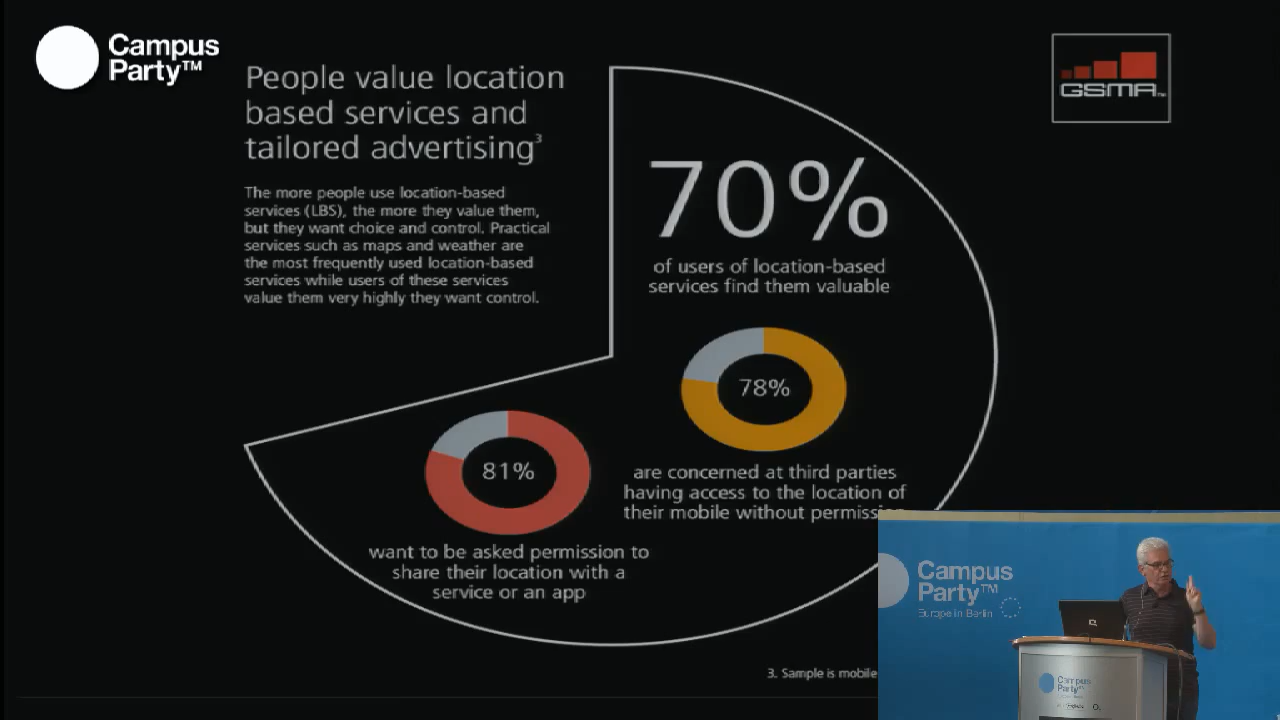 Campus
Party™
People value location
based services and
tailored advertising³
The more people use location-based
services (LBS), the more they value them,
but they want choice and control. Practical
services such as maps and weather are
the most frequently used location-based
services while users of these services
value them very highly they want control.
GSMA™
70%
of users of location-based
services find them valuable
78%
are concerned at third parties
having access to the location of
their mobile without
81%
want to be asked permission to
share their location with a
service or an app
3. Sample is mobile
Campus
Party™
Europe in Berlin
Campus
Party™